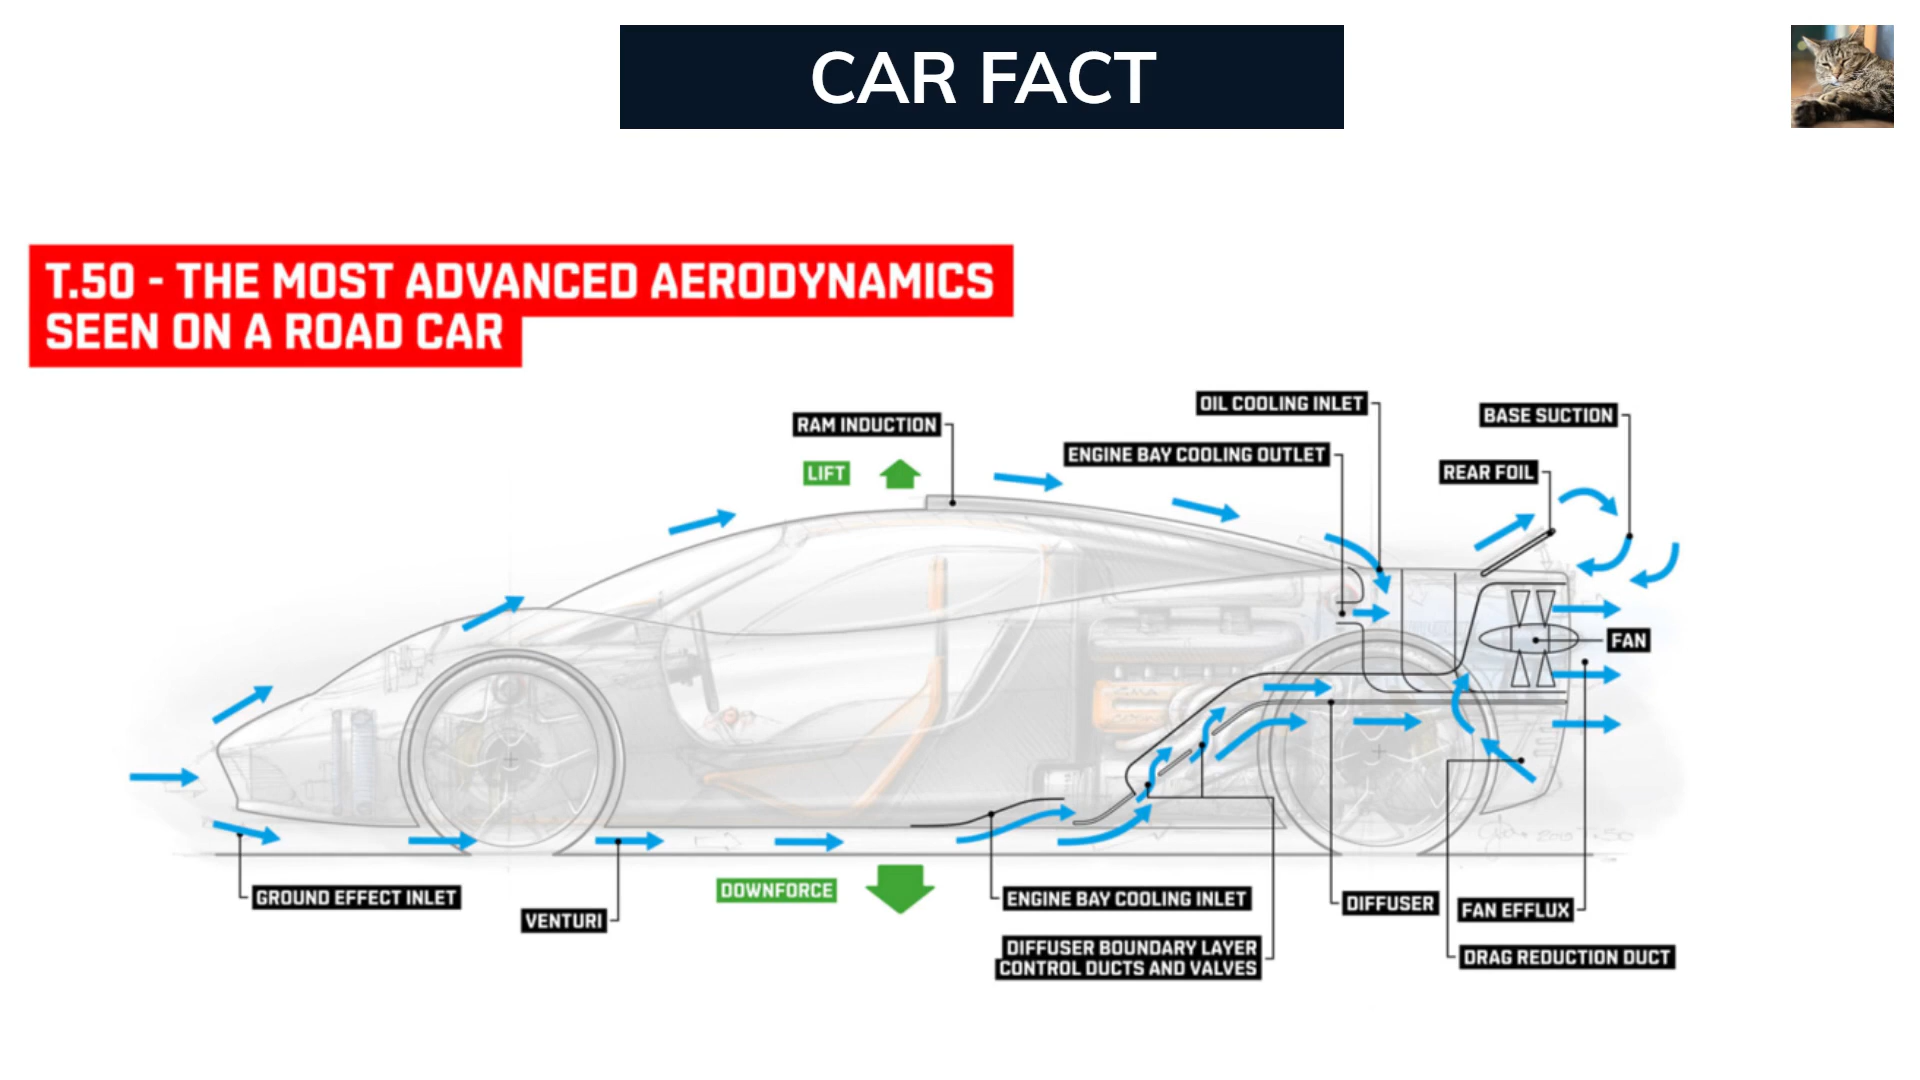 CAR FACT
T.50 - THE MOST ADVANCED AERODYNAMICS
SEEN ON A ROAD CAR
OIL COOLING INLET
BASE SUCTION
RAM INDUCTION
ENGINE BAY COOLING OUTLET
LIFT
REAR FOIL
FAN
DOWNFORCE
GROUND EFFECT INLET
ENGINE BAY COOLING INLET
DIFFUSER
FAN EFFLUX
VENTURI
DIFFUSER BOUNDARY LAYER
CONTROL DUCTS AND VALVES
DRAG REDUCTION DUCT